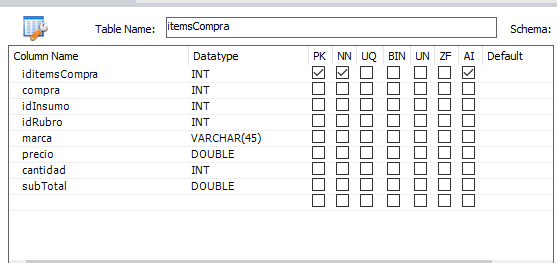 Table Name: itemsCompra Schema:
Column Name Datatype PK NN UQ BIN UN ZF AI Default
iditemsCompra INT
compra INT
idInsumo INT
idRubro INT
marca VARCHAR(45)
precio DOUBLE
cantidad INT
subTotal DOUBLE